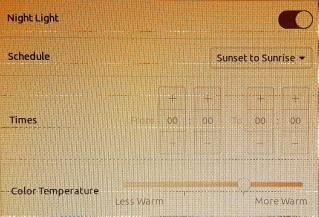 Night Light
Schedule Sunset to Sunrise
Times From 00 : 00 To 00 : 00
Color Temperature
Less Warm More Warm